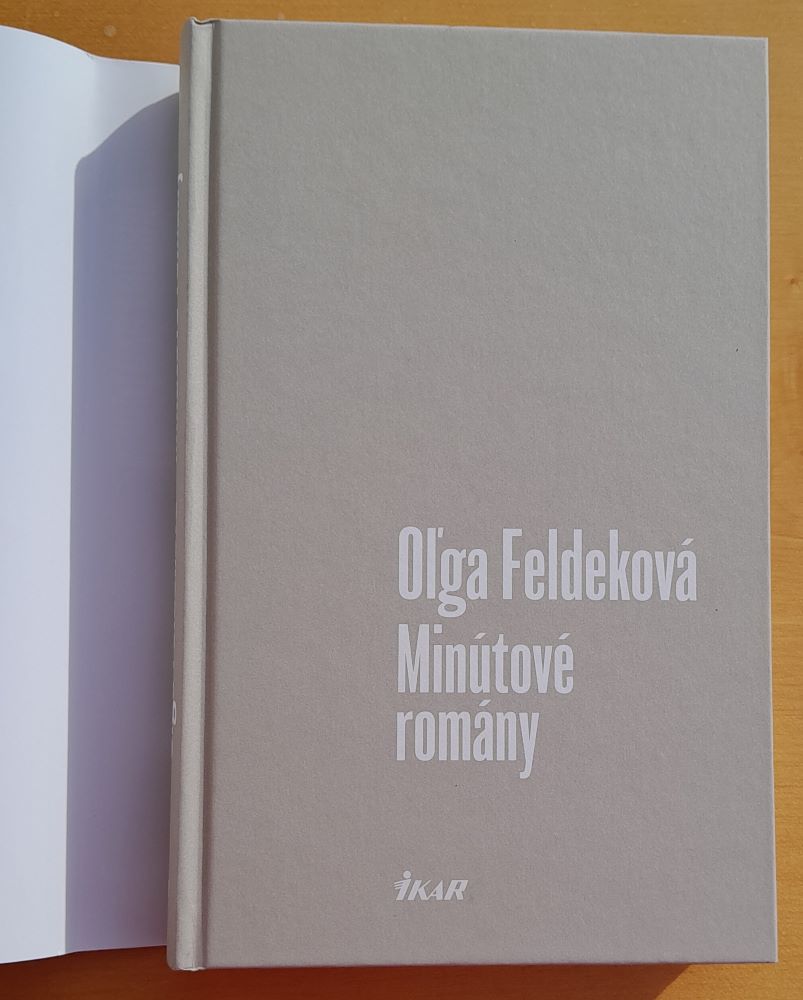 Oľga Feldeková
Minútové
romány
IKAR